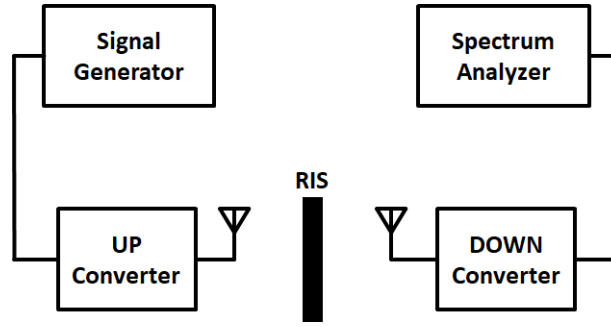 Signal
Generator
Spectrum
Analyzer
RIS
UP
Converter
DOWN
Converter